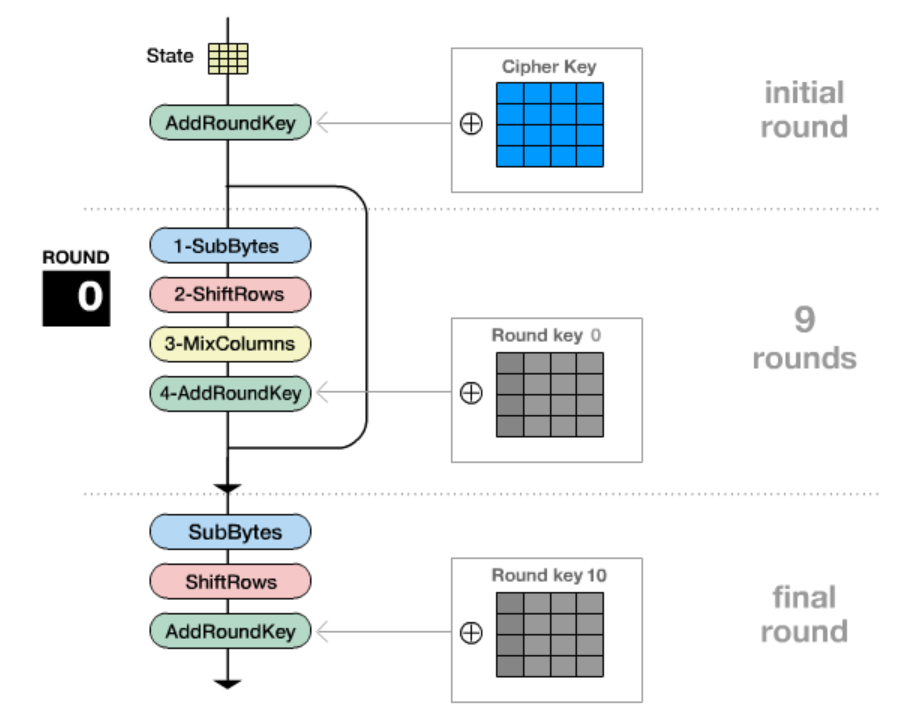 State
Cipher Key
AddRoundKey
⊕
initial
round
ROUND
0
1-SubBytes
2-ShiftRows
3-MixColumns
4-AddRoundKey
Round key 0
⊕
9
rounds
SubBytes
ShiftRows
AddRoundKey
Round key 10
⊕
final
round